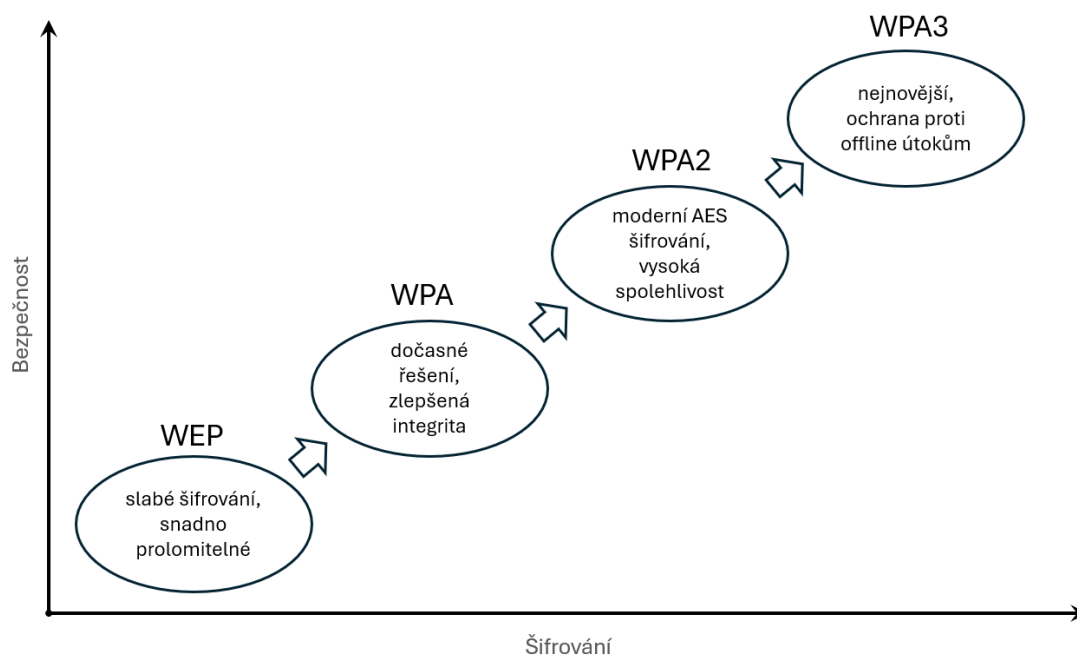 WPA3
nejnovější,
ochrana proti
offline útokům
WPA2
moderní AES
šifrování,
vysoká
spolehlivost
WPA
dočasné
řešení,
zlepšená
integrita
WEP
slabé šifrování,
snadno
prolomitelné
Bezpečnost
Šifrování